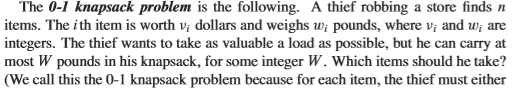 The 0-1 knapsack problem is the following. A thief robbing a store finds n
items. The ith item is worth vi dollars and weighs wi pounds, where vi and wi are
integers. The thief wants to take as valuable a load as possible, but he can carry at
most W pounds in his knapsack, for some integer W. Which items should he take?
(We call this the 0-1 knapsack problem because for each item, the thief must either